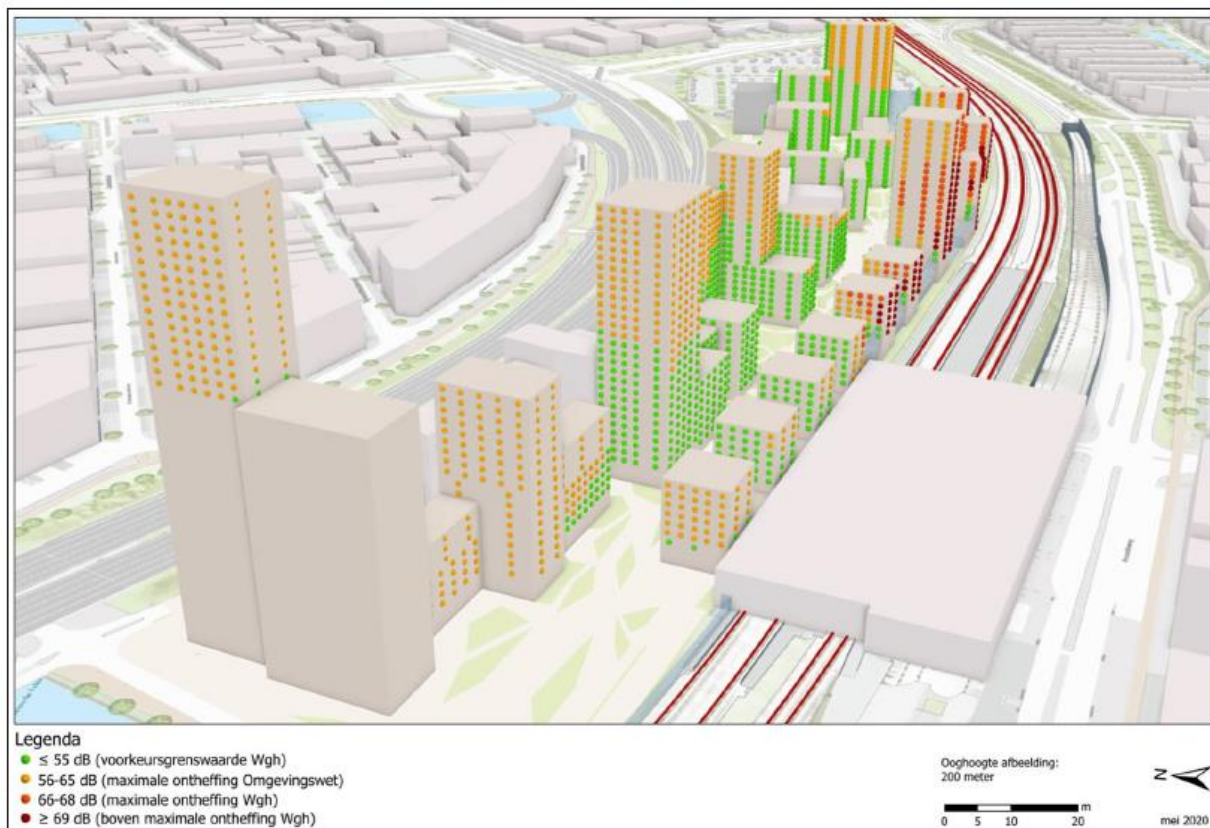 Legenda
≤ 55 dB (voorkeursgrenswaarde Wgh)
56-65 dB (maximale ontheffing Omgevingswet)
66-68 dB (maximale ontheffing Wgh)
≥ 69 dB (boven maximale ontheffing Wgh)
Ooghoogte afbeelding:
200 meter
N
m
0 5 10 20
mei 2020